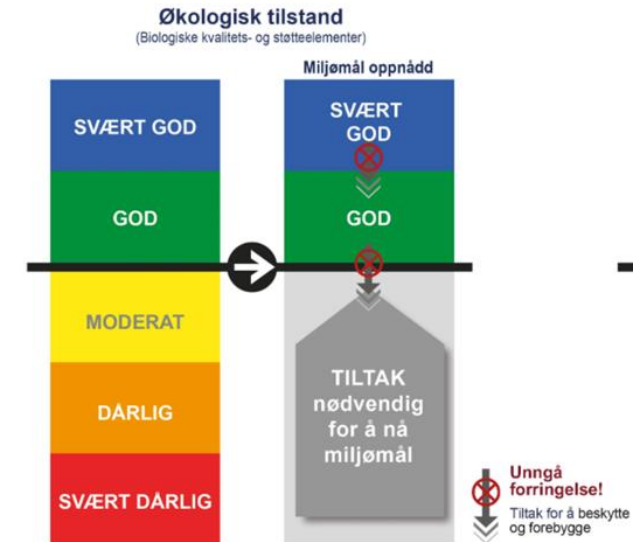 Økologisk tilstand
(Biologiske kvalitets- og støtteelementer)
Miljømål oppnådd
SVÆRT GOD
GOD
MODERAT
DÅRLIG
SVÆRT DÅRLIG
SVÆRT
GOD
GOD
TILTAK
nødvendig
for å nå
miljømål
Unngå
forringelse!
Tiltak for å beskytte
og forebygge